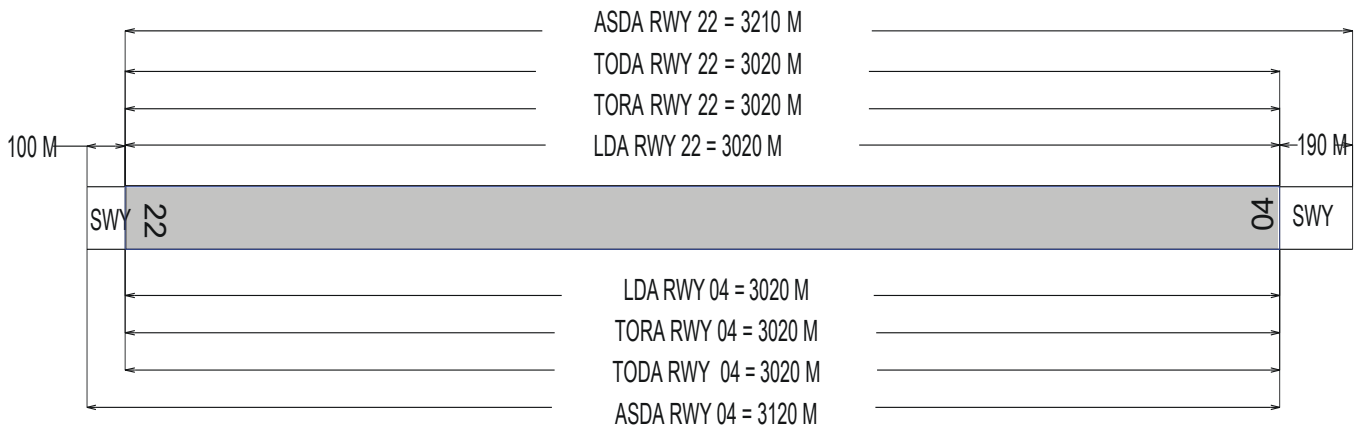 ASDA RWY 22 = 3210 M
TODA RWY 22 = 3020 M
TORA RWY 22 = 3020 M
100 M
LDA RWY 22 = 3020 M
190 M
SWY
22
04
SWY
LDA RWY 04 = 3020 M
TORA RWY 04 = 3020 M
TODA RWY 04 = 3020 M
ASDA RWY 04 = 3120 M